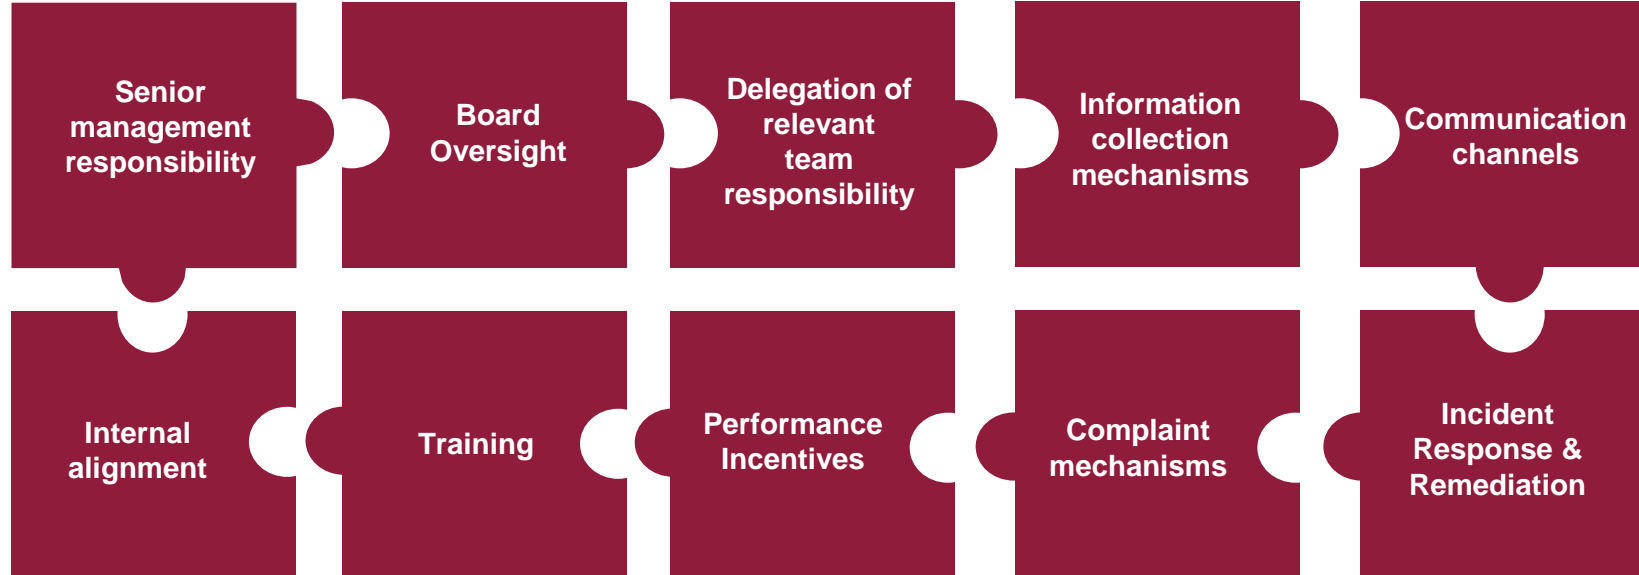 Senior
management
responsibility
Board
Oversight
Delegation of
relevant
team
responsibility
Information
collection
mechanisms
Communication
channels
Internal
alignment
Training
Performance
Incentives
Complaint
mechanisms
Incident
Response &
Remediation